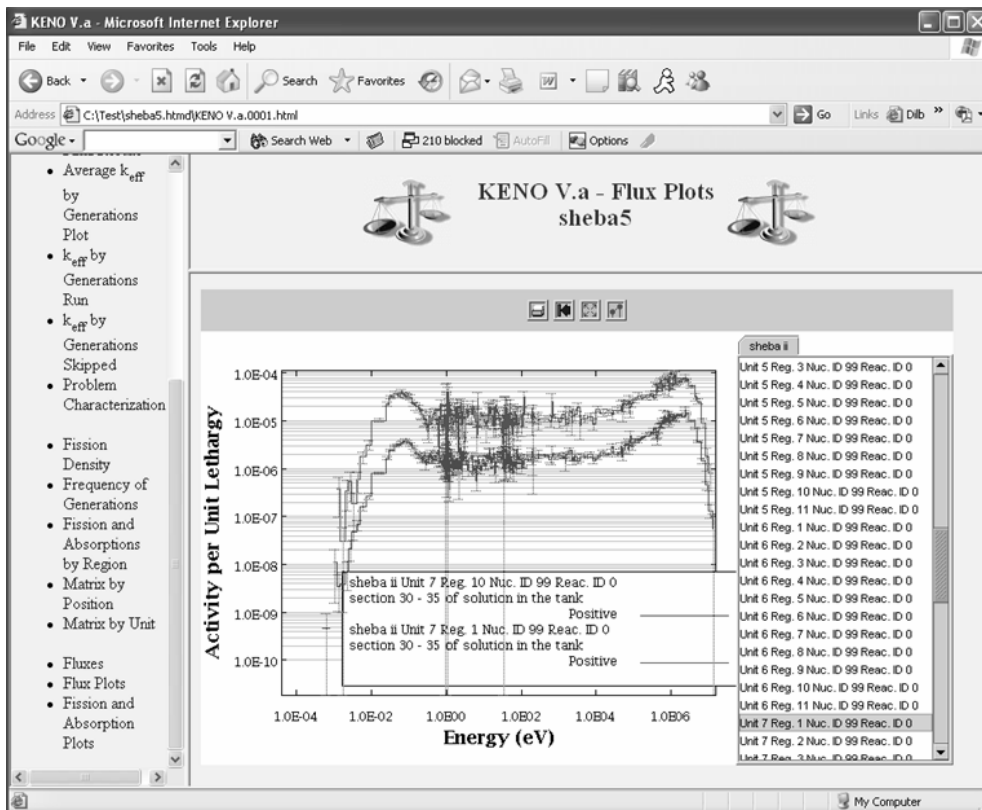 KENO V.a - Microsoft Internet Explorer
File Edit View Favorites Tools Help
Back Search Favorites
Address C:\Test\sheba5.htmd\KENO V.a.0001.html Go Links Dilb »
Google Search Web 210 blocked AutoFill Options
• Average keff
by
Generations
Plot
• keff by
Generations
Run
• keff by
Generations
Skipped
• Problem
Characterization
• Fission
Density
• Frequency of
Generations
• Fission and
Absorptions
by Region
• Matrix by
Position
• Matrix by Unit
• Fluxes
• Flux Plots
• Fission and
Absorption
Plots
KENO V.a - Flux Plots
sheba5
Activity per Unit Lethargy
1.0E-04
1.0E-05
1.0E-06
1.0E-07
1.0E-08
1.0E-09
1.0E-10
sheba ii Unit 7 Reg. 10 Nuc. ID 99 Reac. ID 0
section 30 - 35 of solution in the tank
Positive
sheba ii Unit 7 Reg. 1 Nuc. ID 99 Reac. ID 0
section 30 - 35 of solution in the tank
Positive
1.0E-04 1.0E-02 1.0E00 1.0E02 1.0E04 1.0E06
Energy (eV)
sheba ii
Unit 5 Reg. 3 Nuc. ID 99 Reac. ID 0
Unit 5 Reg. 4 Nuc. ID 99 Reac. ID 0
Unit 5 Reg. 5 Nuc. ID 99 Reac. ID 0
Unit 5 Reg. 6 Nuc. ID 99 Reac. ID 0
Unit 5 Reg. 7 Nuc. ID 99 Reac. ID 0
Unit 5 Reg. 8 Nuc. ID 99 Reac. ID 0
Unit 5 Reg. 9 Nuc. ID 99 Reac. ID 0
Unit 5 Reg. 10 Nuc. ID 99 Reac. ID 0
Unit 5 Reg. 11 Nuc. ID 99 Reac. ID 0
Unit 6 Reg. 1 Nuc. ID 99 Reac. ID 0
Unit 6 Reg. 2 Nuc. ID 99 Reac. ID 0
Unit 6 Reg. 3 Nuc. ID 99 Reac. ID 0
Unit 6 Reg. 4 Nuc. ID 99 Reac. ID 0
Unit 6 Reg. 5 Nuc. ID 99 Reac. ID 0
Unit 6 Reg. 6 Nuc. ID 99 Reac. ID 0
Unit 6 Reg. 7 Nuc. ID 99 Reac. ID 0
Unit 6 Reg. 8 Nuc. ID 99 Reac. ID 0
Unit 6 Reg. 9 Nuc. ID 99 Reac. ID 0
Unit 6 Reg. 10 Nuc. ID 99 Reac. ID 0
Unit 6 Reg. 11 Nuc. ID 99 Reac. ID 0
Unit 7 Reg. 1 Nuc. ID 99 Reac. ID 0
Unit 7 Reg. 2 Nuc. ID 99 Reac. ID 0
Unit 7 Reg. 3 Nuc. ID 99 Reac. ID 0
My Computer